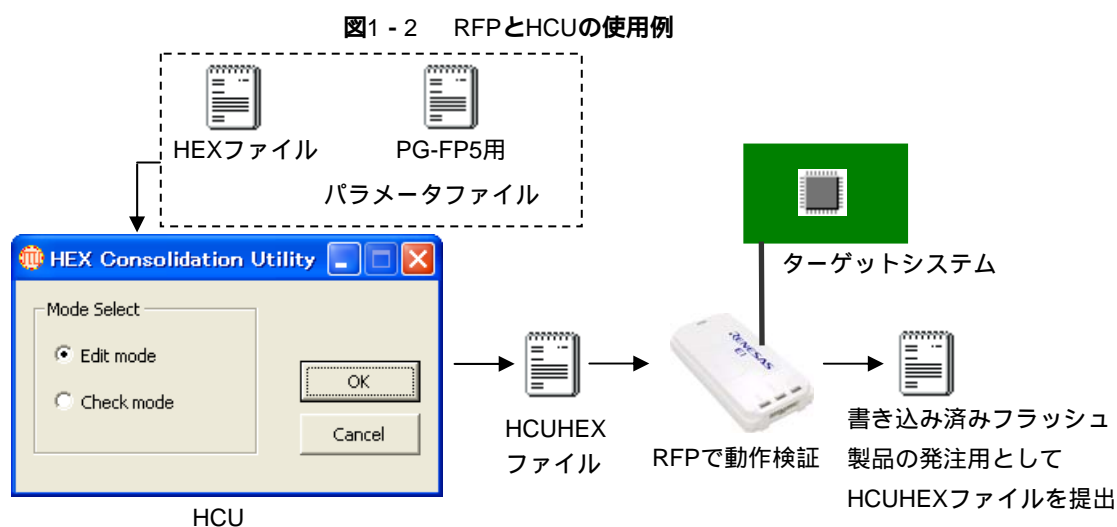 図1-2 RFPとHCUの使用例
HEXファイル
PG-FP5用
パラメータファイル
HEX Consolidation Utility
Mode Select
Edit mode
Check mode
OK
Cancel
HCU
HCUHEX
ファイル
RENESAS
E1
RFPで動作検証
ターゲットシステム
書き込み済みフラッシュ
製品の発注用として
HCUHEXファイルを提出